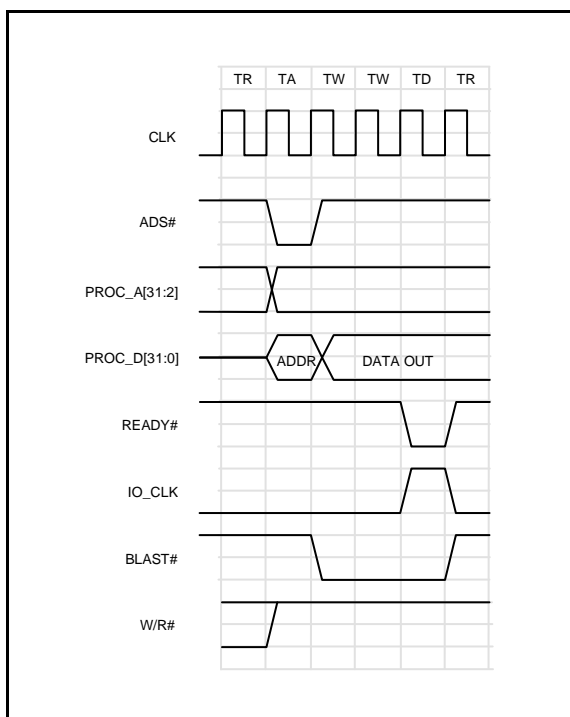 TR TA TW TW TD TR
CLK
ADS#
PROC_A[31:2]
PROC_D[31:0] ADDR DATA OUT
READY#
IO_CLK
BLAST#
W/R#